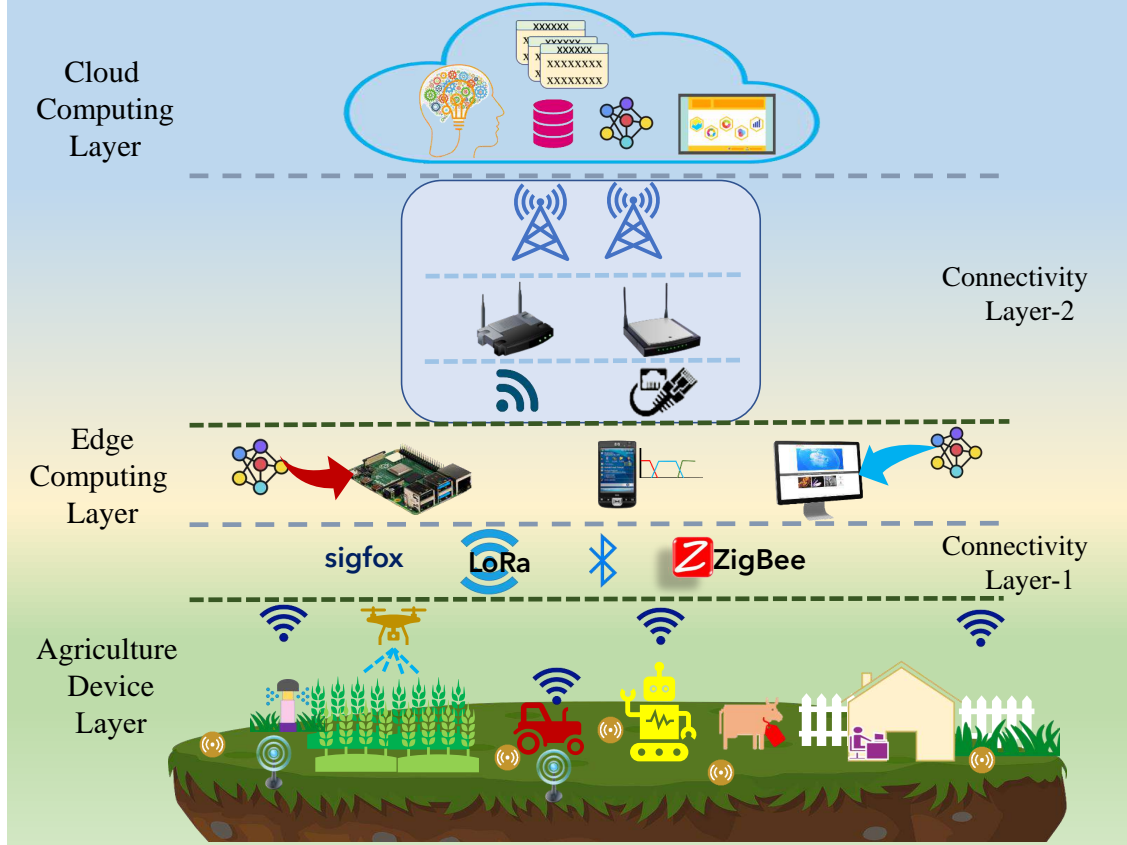 Cloud
Computing
Layer
XXXXXX
XXXXXX
XXXXXX
XXXXXXXX
XXXXXXXX
Connectivity
Layer-2
Edge
Computing
Layer
sigfox
LoRa
Z ZigBee
Connectivity
Layer-1
Agriculture
Device
Layer